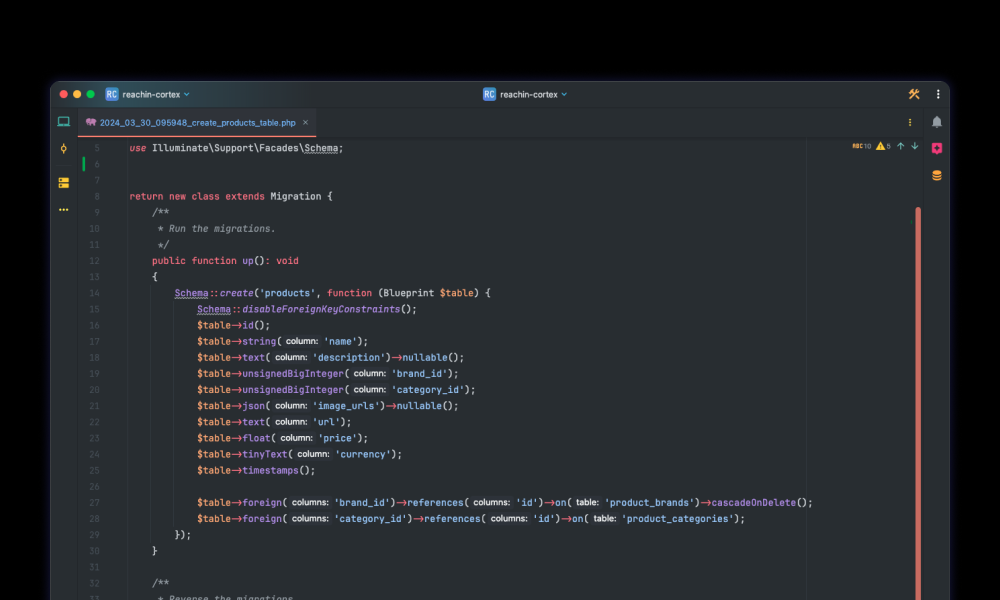 RC reachin-cortex RC reachin-cortex
2024_03_30_095948_create_products_table.php ×
5 use Illuminate\Support\Facades\Schema; ABC 10 5
6
7
8 return new class extends Migration {
9 /**
10 * Run the migrations.
11 */
12 public function up(): void
13 {
14 Schema::create('products', function (Blueprint $table) {
15 Schema::disableForeignKeyConstraints();
16 $table->id();
17 $table->string( column: 'name');
18 $table->text( column: 'description')->nullable();
19 $table->unsignedBigInteger( column: 'brand_id');
20 $table->unsignedBigInteger( column: 'category_id');
21 $table->json( column: 'image_urls')->nullable();
22 $table->text( column: 'url');
23 $table->float( column: 'price');
24 $table->tinyText( column: 'currency');
25 $table->timestamps();
26
27 $table->foreign( columns: 'brand_id')->references( columns: 'id')->on( table: 'product_brands')->cascadeOnDelete();
28 $table->foreign( columns: 'category_id')->references( columns: 'id')->on( table: 'product_categories');
29 });
30 }
31
32 /**
33 * Reverse the migrations.